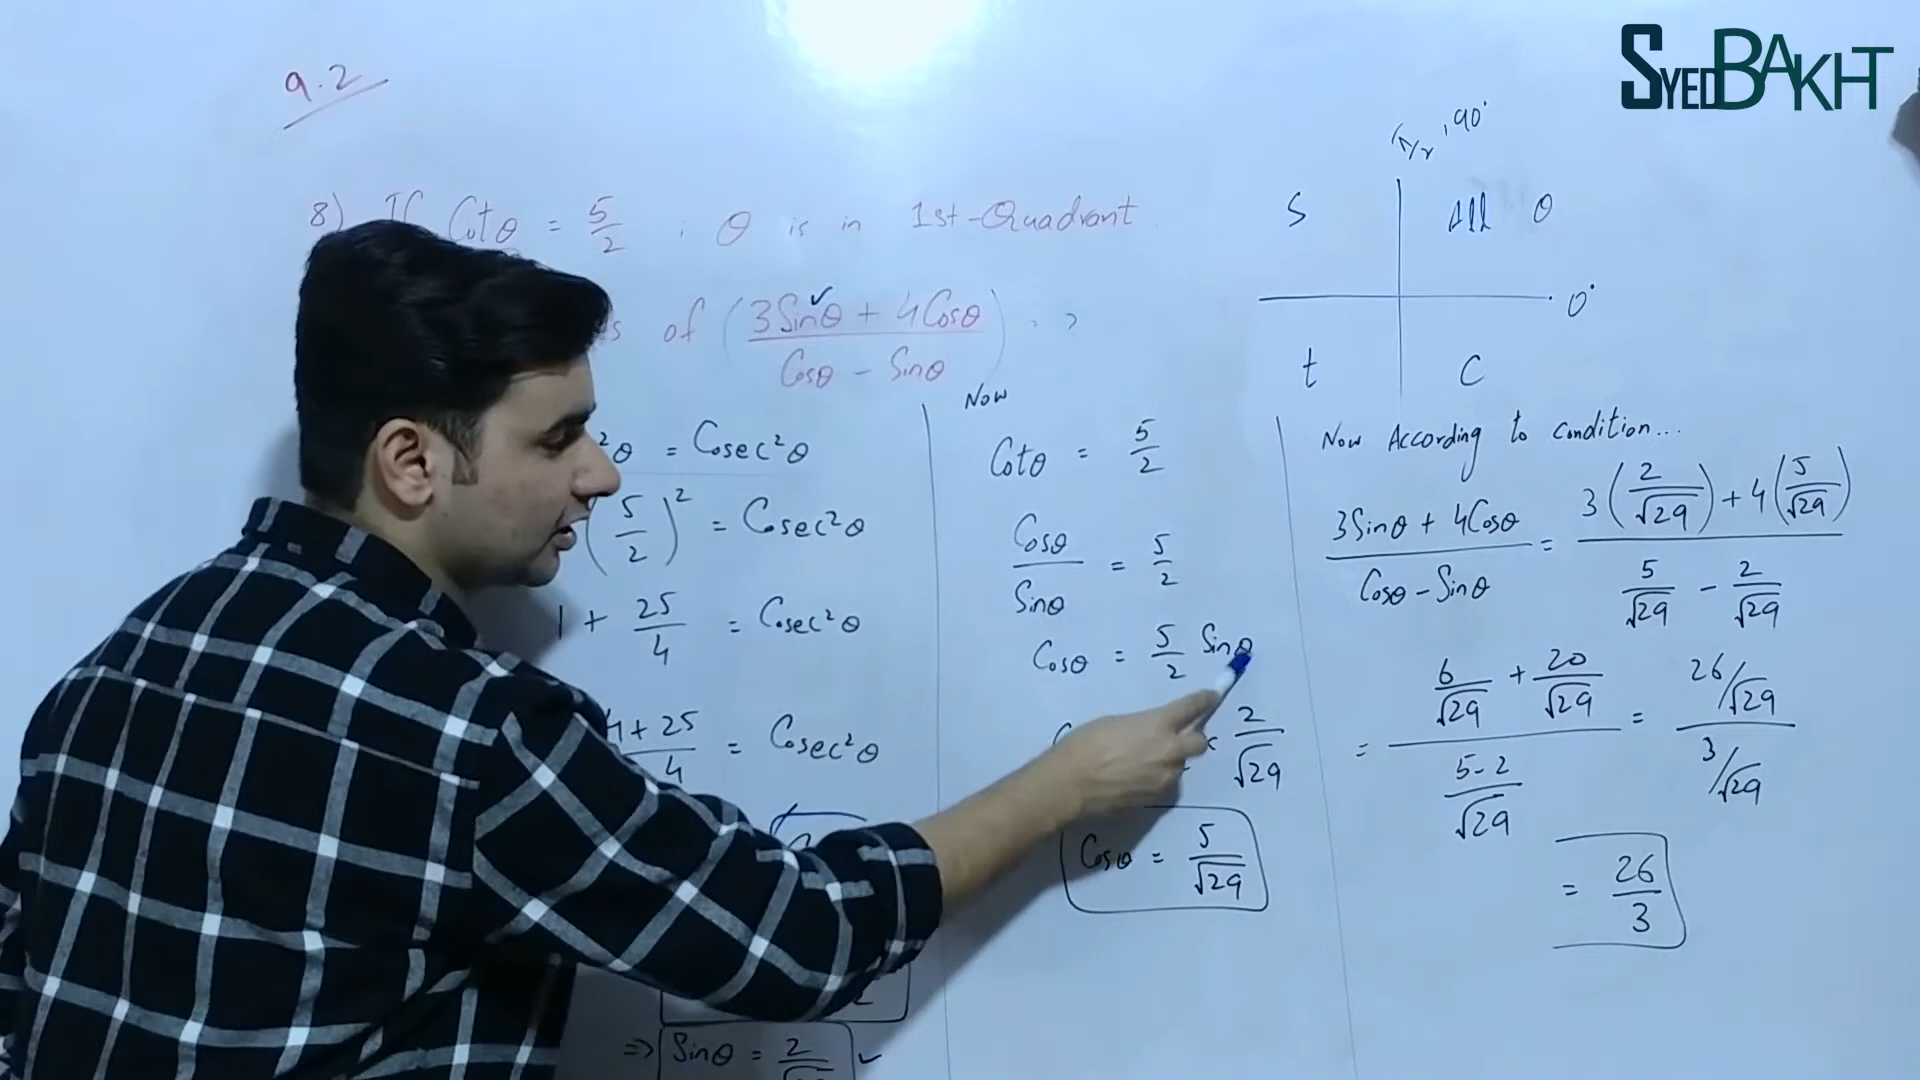 SYEDBAKHT
9.2
8) If Cotθ = 5/2 ; θ is in 1st-Quadrant
of (3Sinθ + 4Cosθ / Cosθ - Sinθ) . ?
π/2 , 90°
S All θ
0°
t C
²θ = Cosec²θ
(5/2)² = Cosec²θ
1 + 25/4 = Cosec²θ
4 + 25 / 4 = Cosec²θ
=> Sinθ = 2 ✓
Now
Cotθ = 5/2
Cosθ / Sinθ = 5/2
Cosθ = 5/2 Sinθ
2/√29
Cosθ = 5/√29
Now According to condition...
3Sinθ + 4Cosθ / Cosθ - Sinθ = 3(2/√29) + 4(5/√29) / 5/√29 - 2/√29
= 6/√29 + 20/√29 / 5-2/√29 = 26/√29 / 3/√29
= 26/3